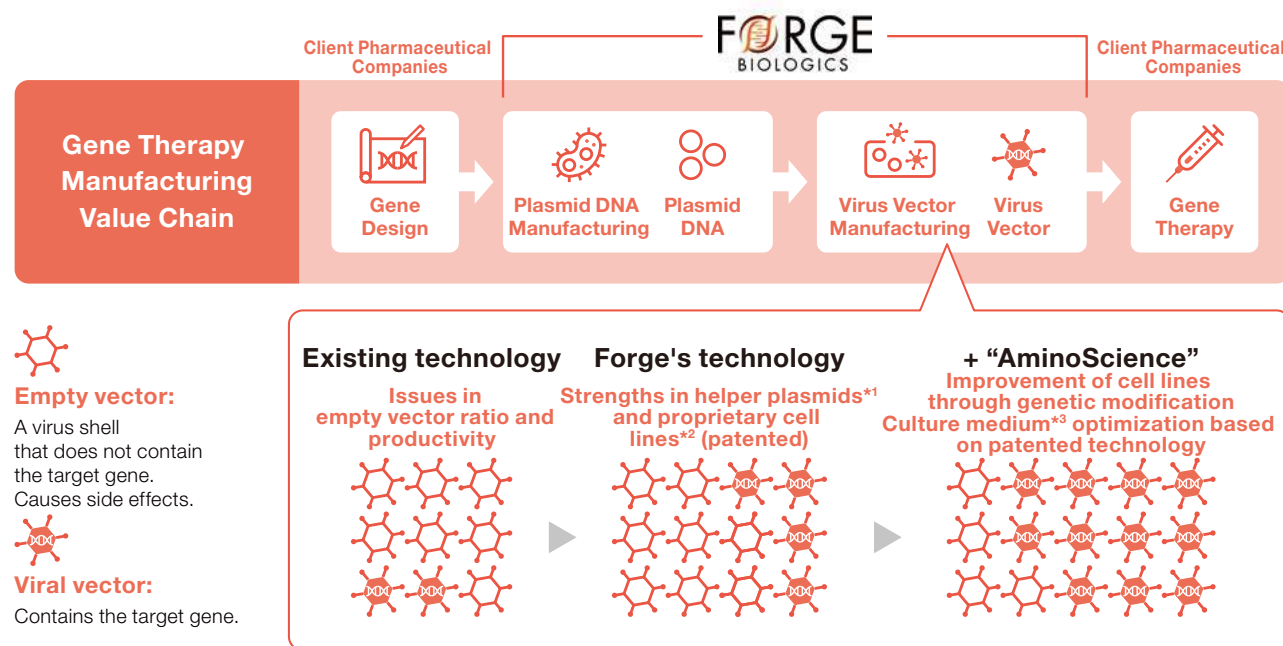 Client Pharmaceutical
Companies
FORGE
BIOLOGICS
Client Pharmaceutical
Companies
Gene Therapy
Manufacturing
Value Chain
Gene
Design
Plasmid DNA
Manufacturing
Plasmid
DNA
Virus Vector
Manufacturing
Virus
Vector
Gene
Therapy
Empty vector:
A virus shell
that does not contain
the target gene.
Causes side effects.
Viral vector:
Contains the target gene.
Existing technology
Issues in
empty vector ratio and
productivity
Forge's technology
Strengths in helper plasmids*1
and proprietary cell
lines*2 (patented)
+ “AminoScience”
Improvement of cell lines
through genetic modification
Culture medium*3 optimization based
on patented technology